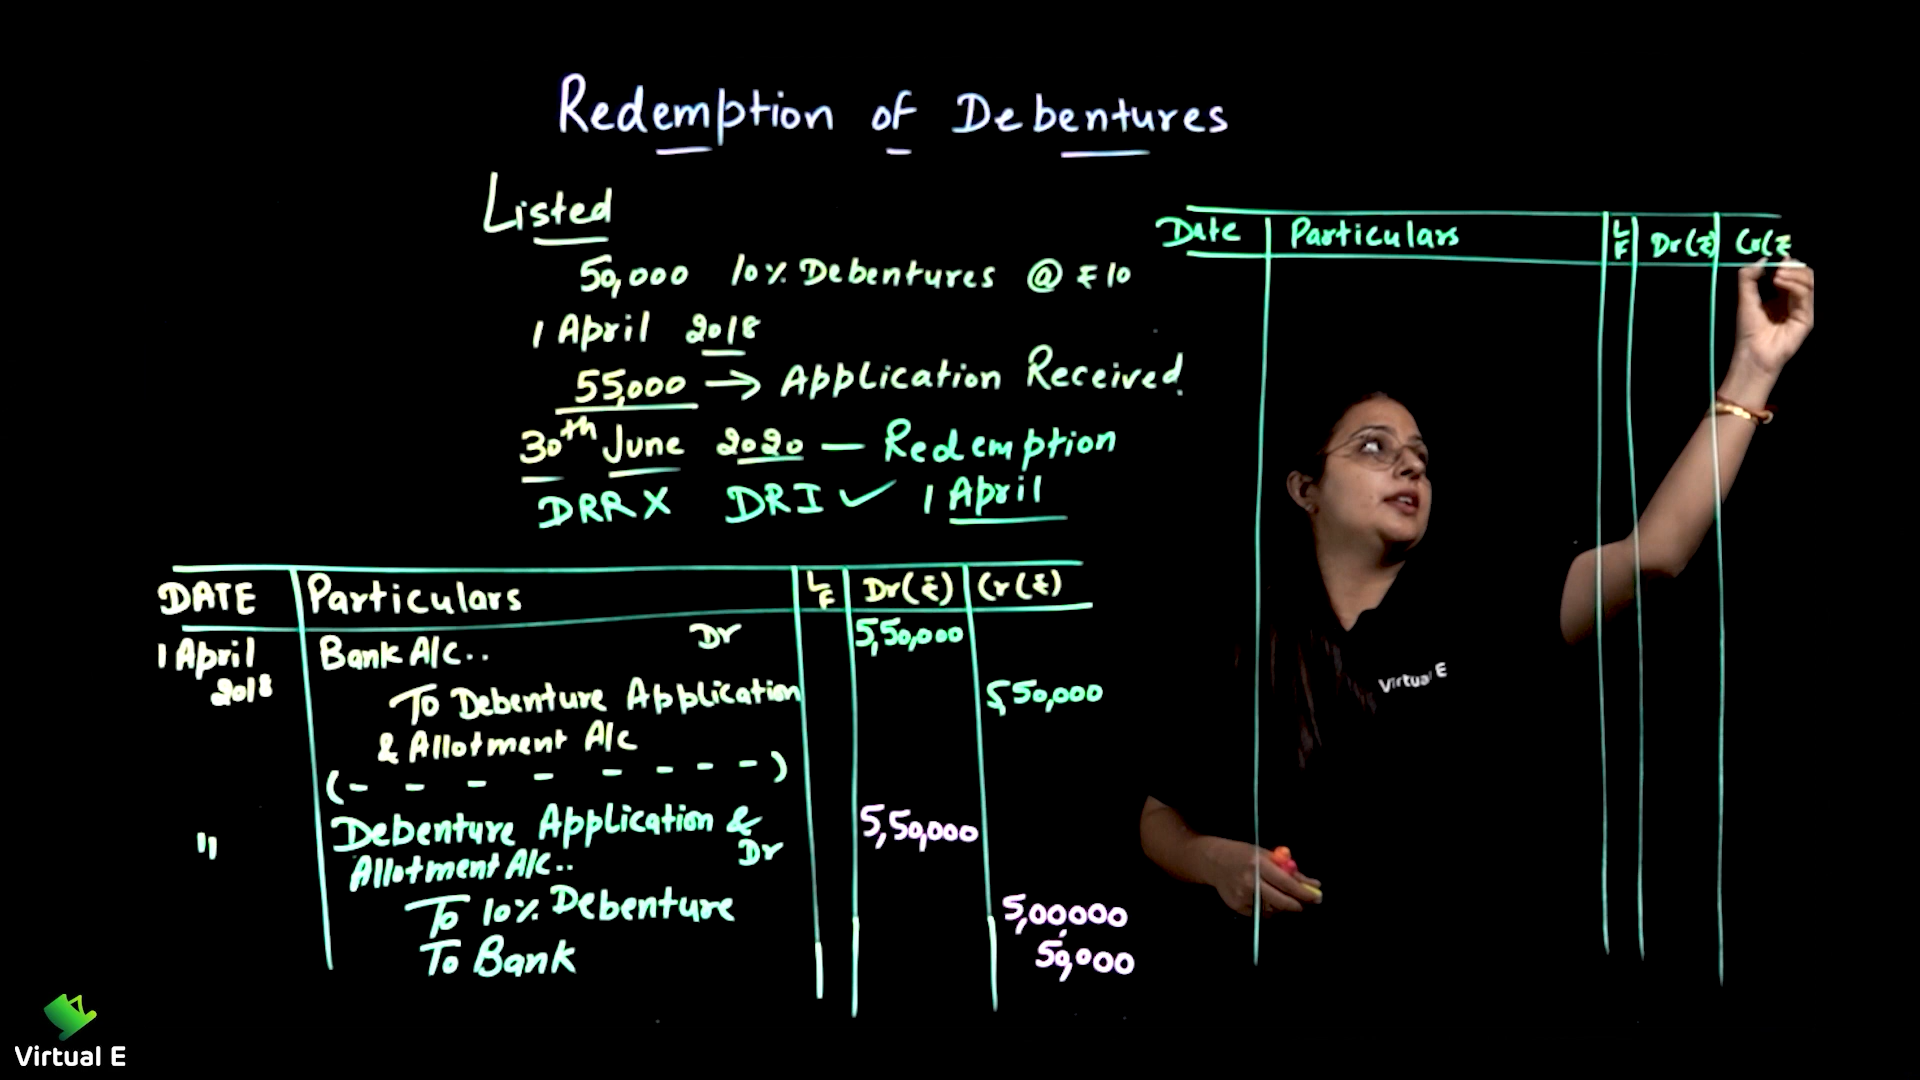 Redemption of Debentures
Listed
50,000 10% Debentures @ ₹10
1 April 2018
55,000 → Application Received.
30th June 2020 — Redemption
DRR X DRI ✓ 1 April
DATE Particulars LF Dr(₹) Cr(₹)
1 April 2018 Bank A/c.. Dr 5,50,000
To Debenture Application 5,50,000
& Allotment A/c
(- - - - - - - -)
" Debenture Application & 5,50,000
Allotment A/c.. Dr
To 10% Debenture 5,00,000
To Bank 50,000
Date Particulars LF Dr(₹) Cr(₹
Virtual E
Virtual E